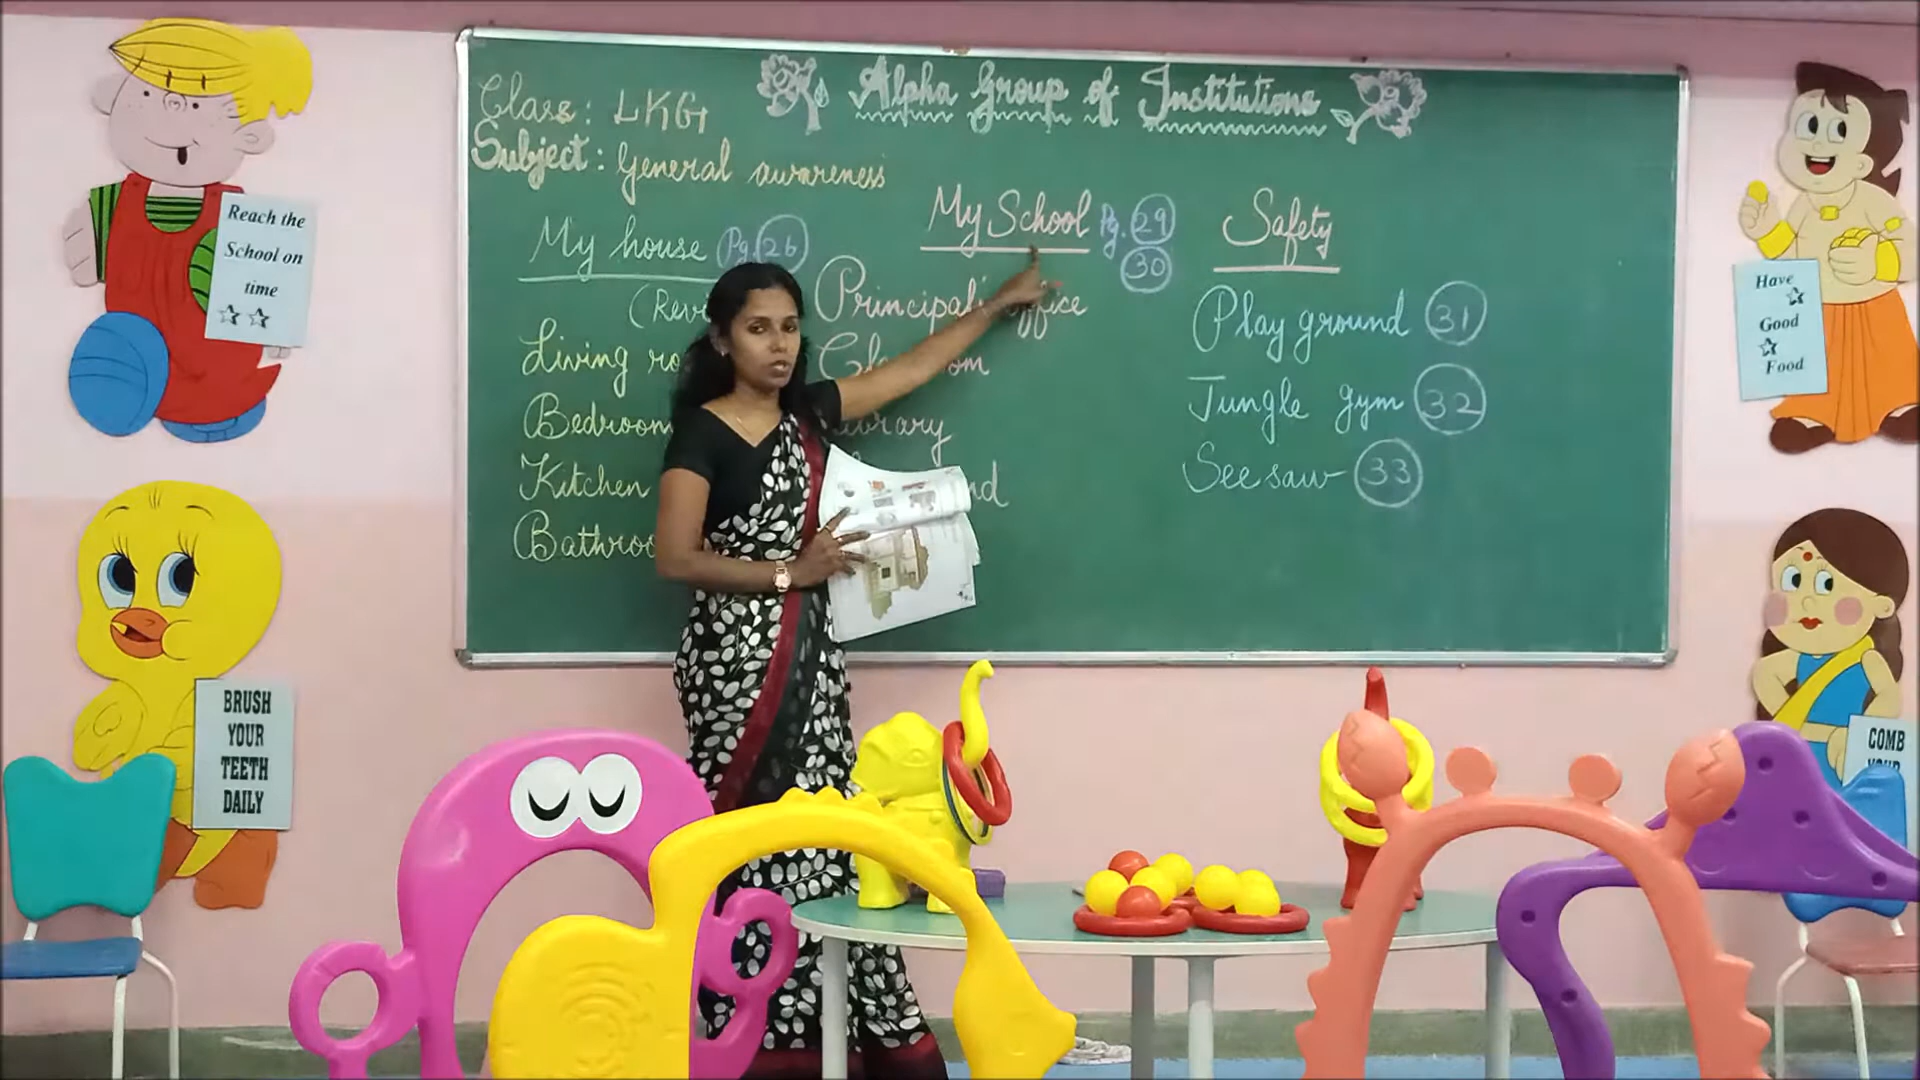 Alpha Group of Institutions
Class: LKG
Subject: General awareness
My house Pg. 26
Living
Bedroom
Kitchen
My School Pg. 29
30
Principal's office
Safety
Play ground 31
Jungle gym 32
See saw 33
Reach the
School on
time
BRUSH
YOUR
TEETH
DAILY
Have
Good
Food
COMB